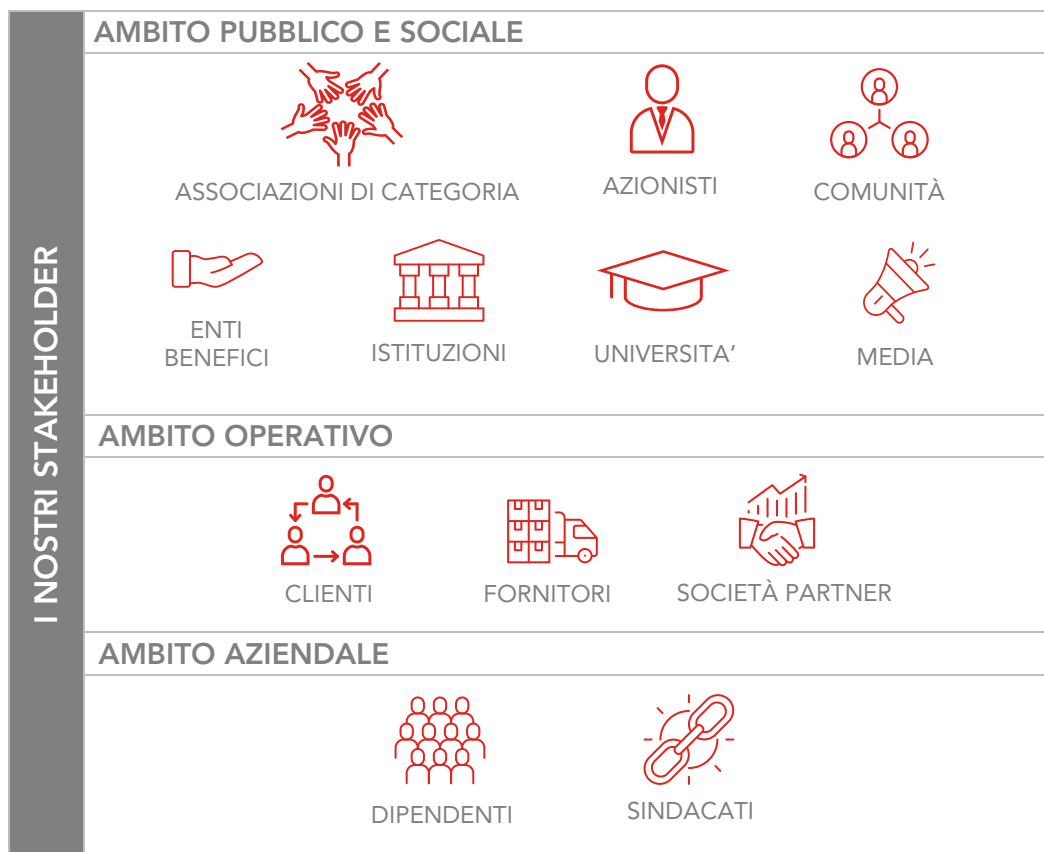 I NOSTRI STAKEHOLDER
AMBITO PUBBLICO E SOCIALE
ASSOCIAZIONI DI CATEGORIA
AZIONISTI
COMUNITÀ
ENTI
BENEFICI
ISTITUZIONI
UNIVERSITA’
MEDIA
AMBITO OPERATIVO
CLIENTI
FORNITORI
SOCIETÀ PARTNER
AMBITO AZIENDALE
DIPENDENTI
SINDACATI